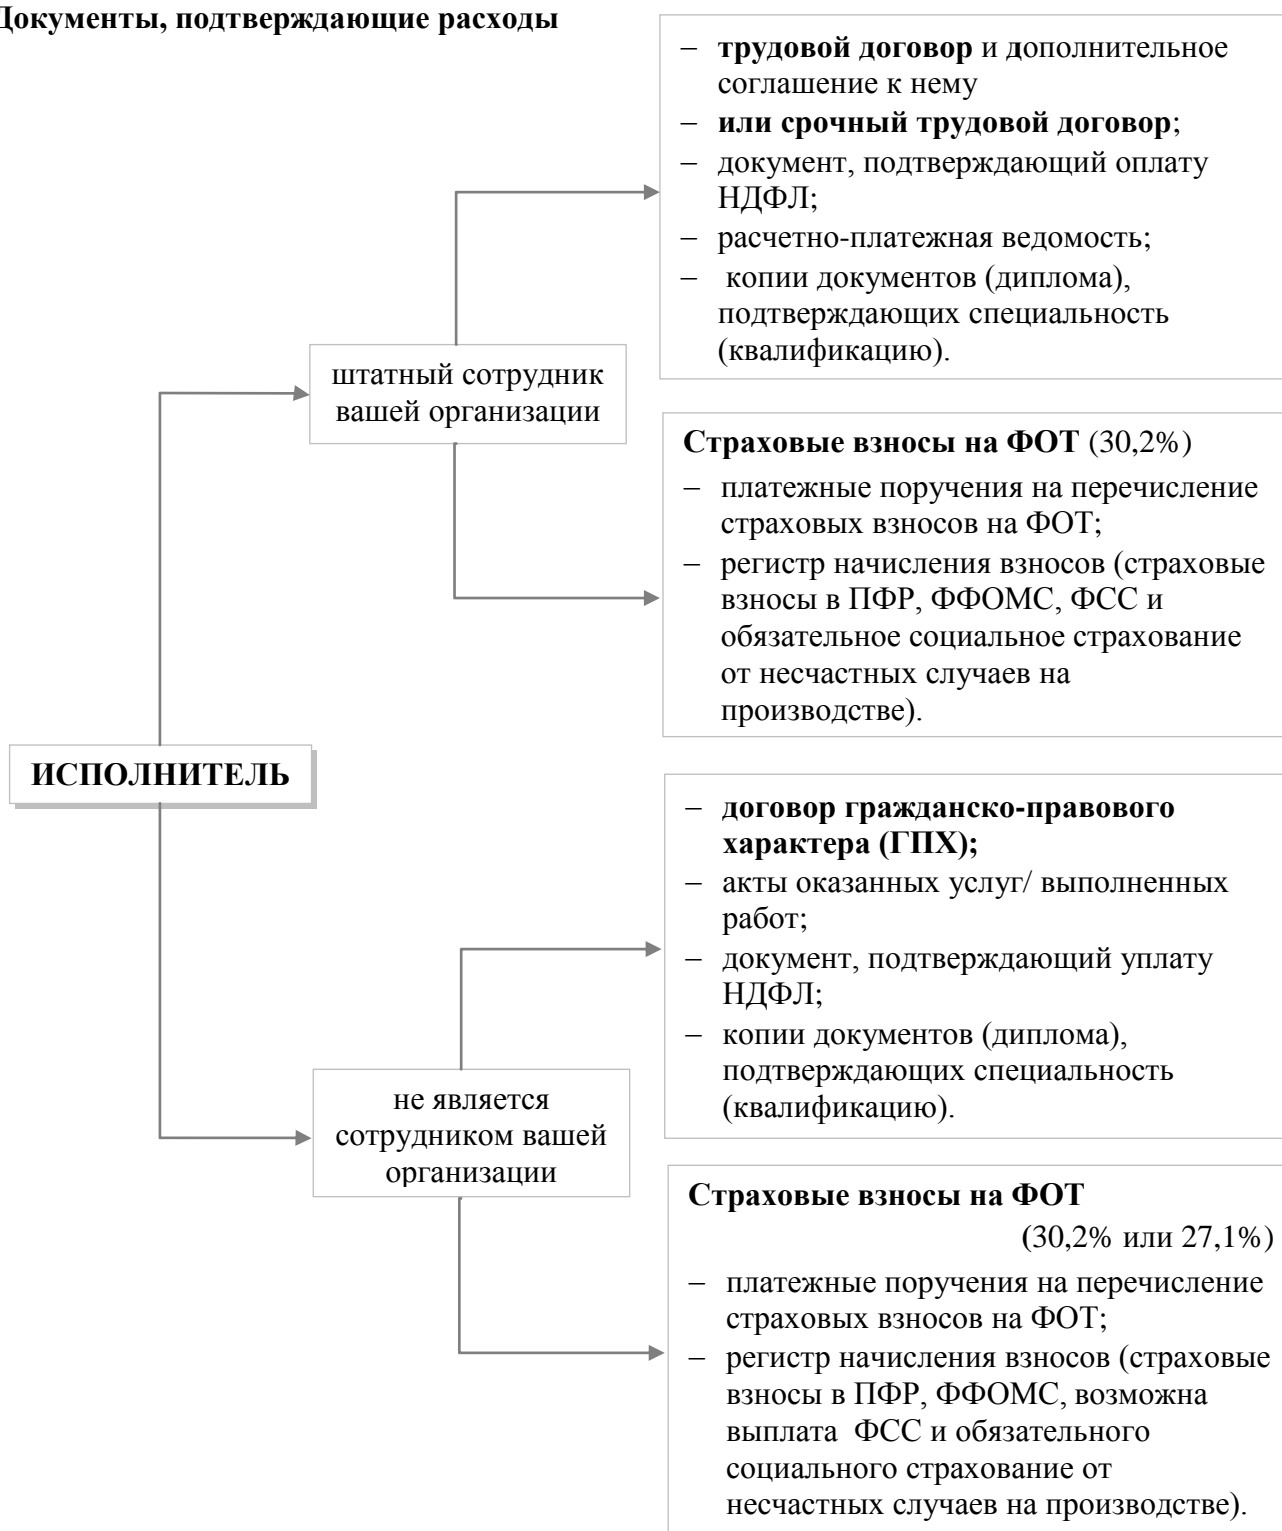 Документы, подтверждающие расходы
– трудовой договор и дополнительное
соглашение к нему
– или срочный трудовой договор;
– документ, подтверждающий оплату
НДФЛ;
– расчетно-платежная ведомость;
– копии документов (диплома),
подтверждающих специальность
(квалификацию).
штатный сотрудник
вашей организации
Страховые взносы на ФОТ (30,2%)
– платежные поручения на перечисление
страховых взносов на ФОТ;
– регистр начисления взносов (страховые
взносы в ПФР, ФФОМС, ФСС и
обязательное социальное страхование
от несчастных случаев на
производстве).
ИСПОЛНИТЕЛЬ
– договор гражданско-правового
характера (ГПХ);
– акты оказанных услуг/ выполненных
работ;
– документ, подтверждающий уплату
НДФЛ;
– копии документов (диплома),
подтверждающих специальность
(квалификацию).
не является
сотрудником вашей
организации
Страховые взносы на ФОТ
(30,2% или 27,1%)
– платежные поручения на перечисление
страховых взносов на ФОТ;
– регистр начисления взносов (страховые
взносы в ПФР, ФФОМС, возможна
выплата ФСС и обязательного
социального страхование от
несчастных случаев на производстве).